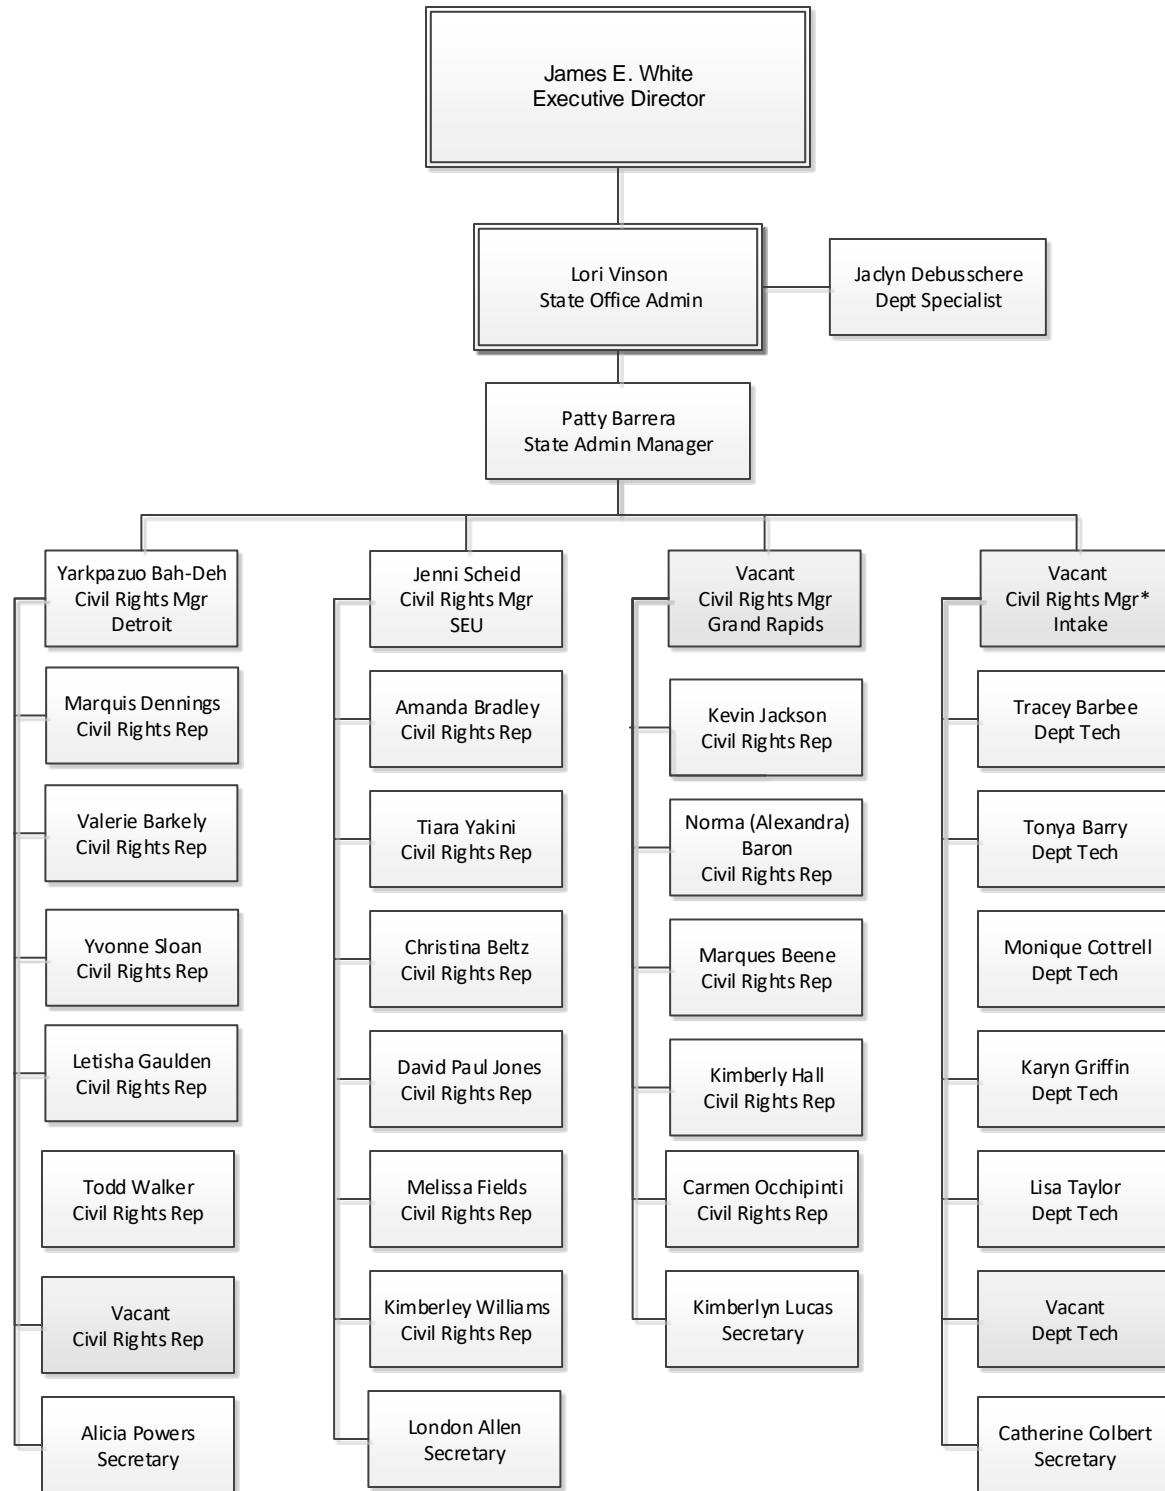 James E. White
Executive Director
Lori Vinson
State Office Admin
Jaclyn Debusschere
Dept Specialist
Patty Barrera
State Admin Manager
Yarkpazuo Bah-Deh
Civil Rights Mgr
Detroit
Marquis Dennings
Civil Rights Rep
Valerie Barkely
Civil Rights Rep
Yvonne Sloan
Civil Rights Rep
Letisha Gaulden
Civil Rights Rep
Todd Walker
Civil Rights Rep
Vacant
Civil Rights Rep
Alicia Powers
Secretary
Jenni Scheid
Civil Rights Mgr
SEU
Amanda Bradley
Civil Rights Rep
Tiara Yakini
Civil Rights Rep
Christina Beltz
Civil Rights Rep
David Paul Jones
Civil Rights Rep
Melissa Fields
Civil Rights Rep
Kimberley Williams
Civil Rights Rep
London Allen
Secretary
Vacant
Civil Rights Mgr
Grand Rapids
Kevin Jackson
Civil Rights Rep
Norma (Alexandra)
Baron
Civil Rights Rep
Marques Beene
Civil Rights Rep
Kimberly Hall
Civil Rights Rep
Carmen Occhipinti
Civil Rights Rep
Kimberlyn Lucas
Secretary
Vacant
Civil Rights Mgr*
Intake
Tracey Barbee
Dept Tech
Tonya Barry
Dept Tech
Monique Cottrell
Dept Tech
Karyn Griffin
Dept Tech
Lisa Taylor
Dept Tech
Vacant
Dept Tech
Catherine Colbert
Secretary